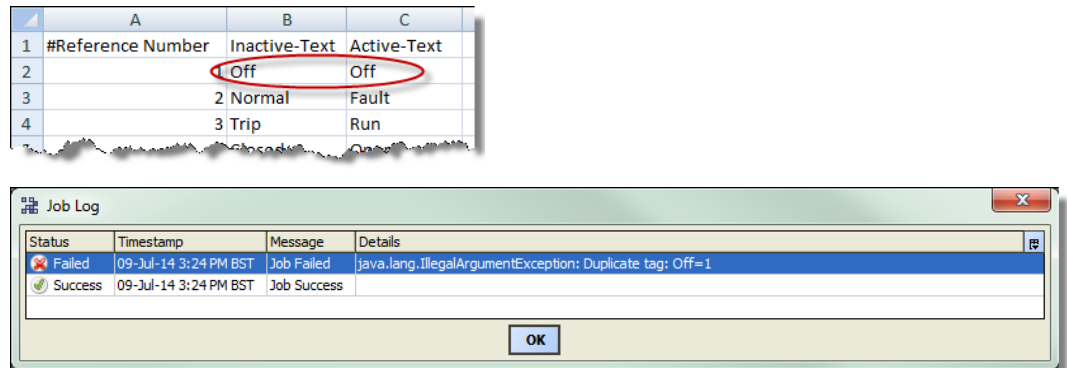 A B C
1 #Reference Number Inactive-Text Active-Text
2 1 Off Off
3 2 Normal Fault
4 3 Trip Run
Job Log
Status Timestamp Message Details
Failed 09-Jul-14 3:24 PM BST Job Failed java.lang.IllegalArgumentException: Duplicate tag: Off=1
Success 09-Jul-14 3:24 PM BST Job Success
OK